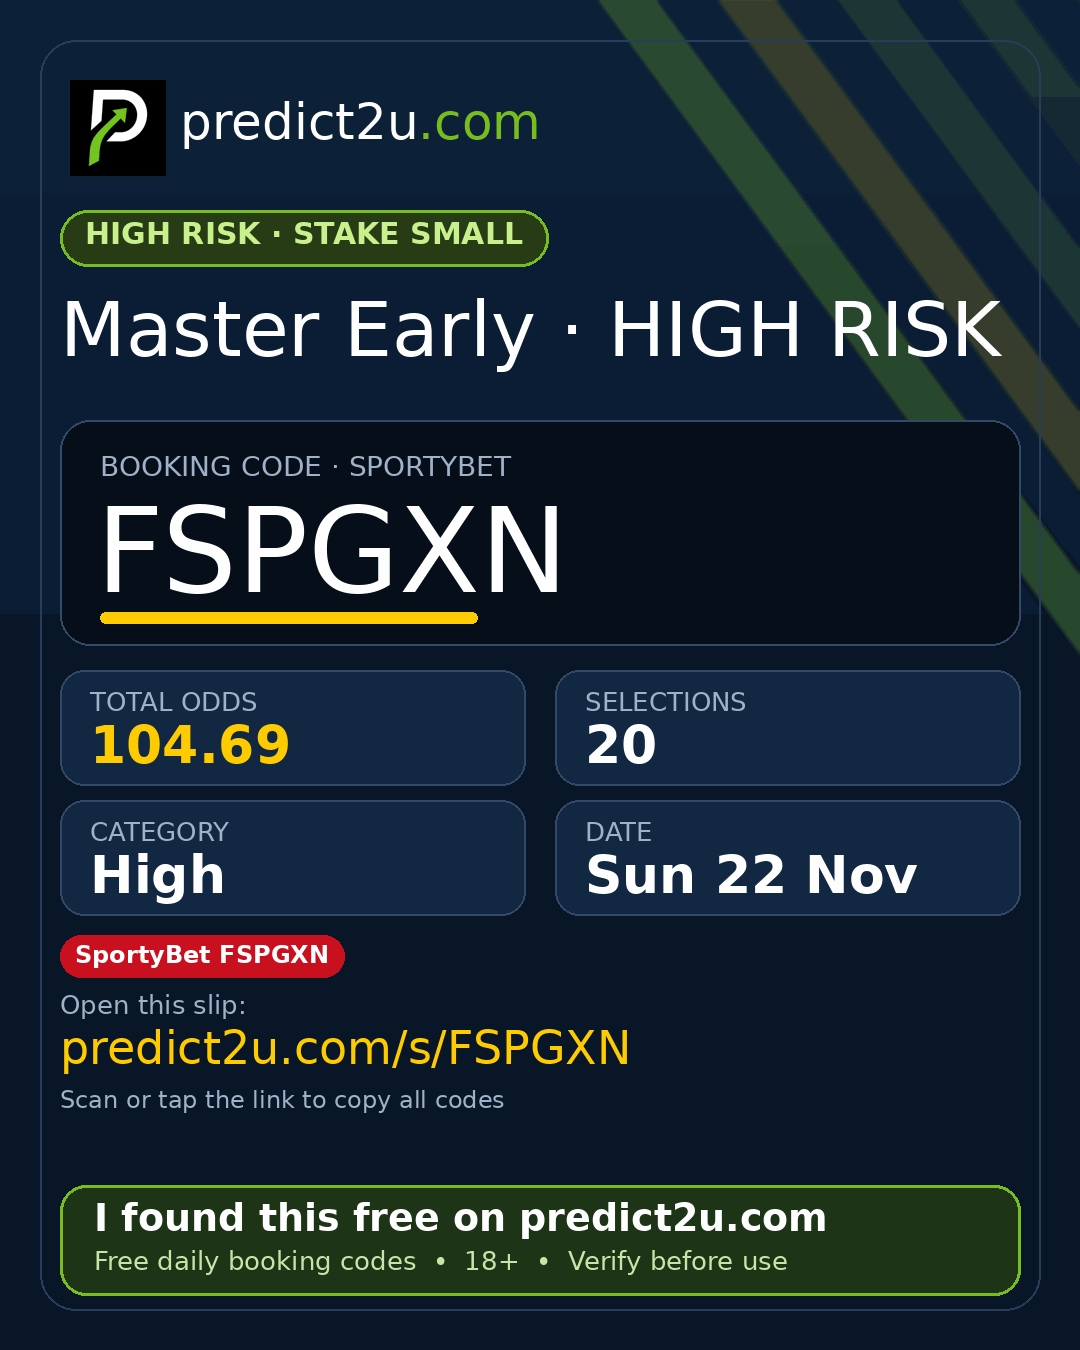 predict2u.com
HIGH RISK · STAKE SMALL
Master Early · HIGH RISK
BOOKING CODE · SPORTYBET
FSPGXN
TOTAL ODDS
104.69
SELECTIONS
20
CATEGORY
High
DATE
Sun 22 Nov
SportyBet FSPGXN
Open this slip:
predict2u.com/s/FSPGXN
Scan or tap the link to copy all codes
I found this free on predict2u.com
Free daily booking codes • 18+ • Verify before use